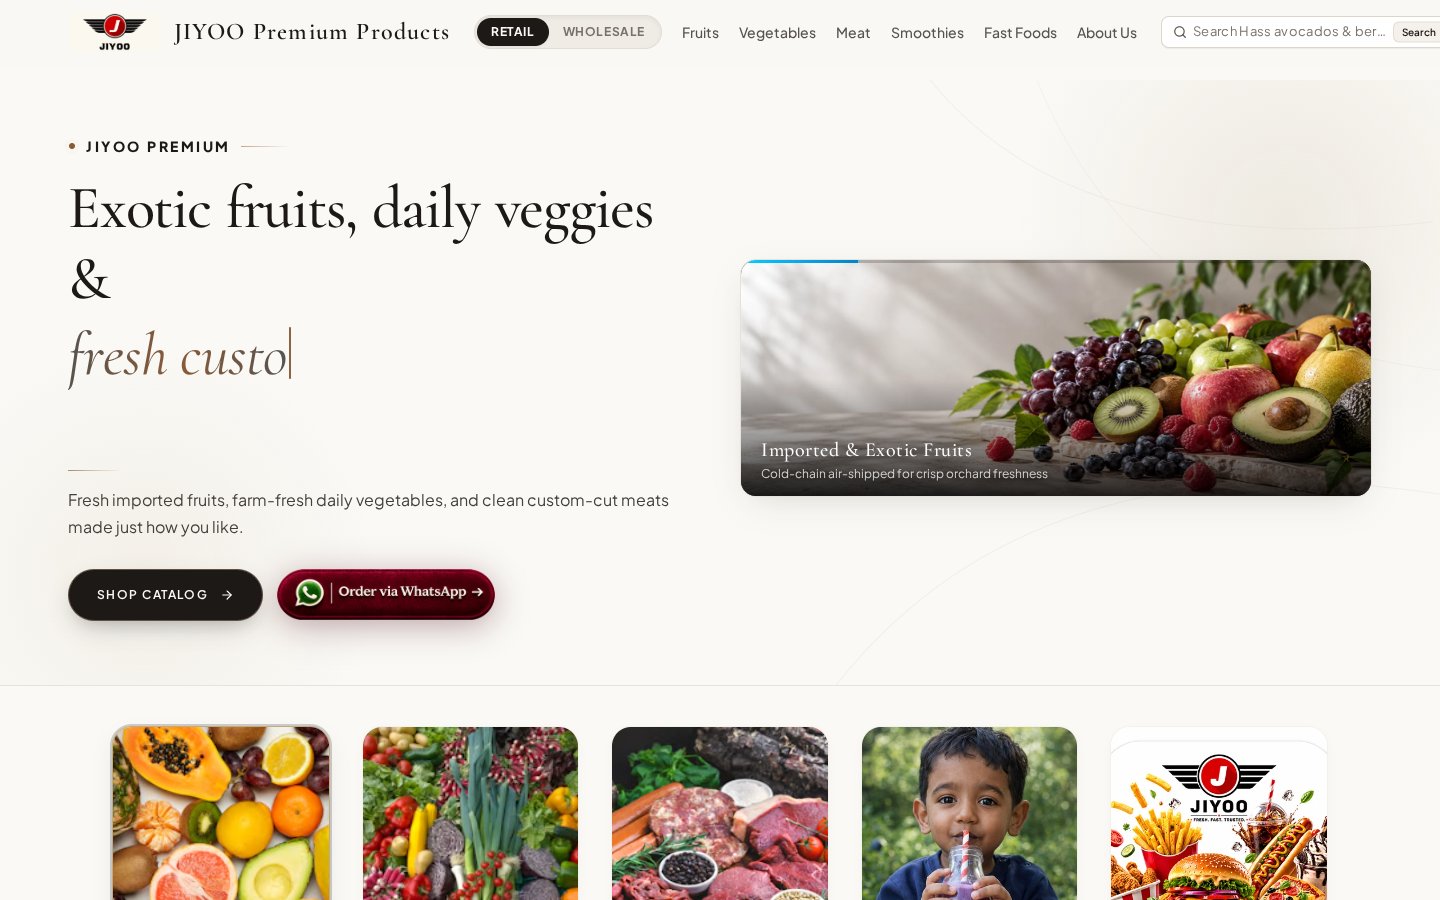 JIYOO
JIYOO Premium Products
RETAIL
WHOLESALE
Fruits
Vegetables
Meat
Smoothies
Fast Foods
About Us
Search Hass avocados & ber...
Search
JIYOO PREMIUM
Exotic fruits, daily veggies
&
fresh custo
Imported & Exotic Fruits
Cold-chain air-shipped for crisp orchard freshness
Fresh imported fruits, farm-fresh daily vegetables, and clean custom-cut meats
made just how you like.
SHOP CATALOG →
Order via WhatsApp →
JIYOO
FRESH. FAST. TRUSTED.